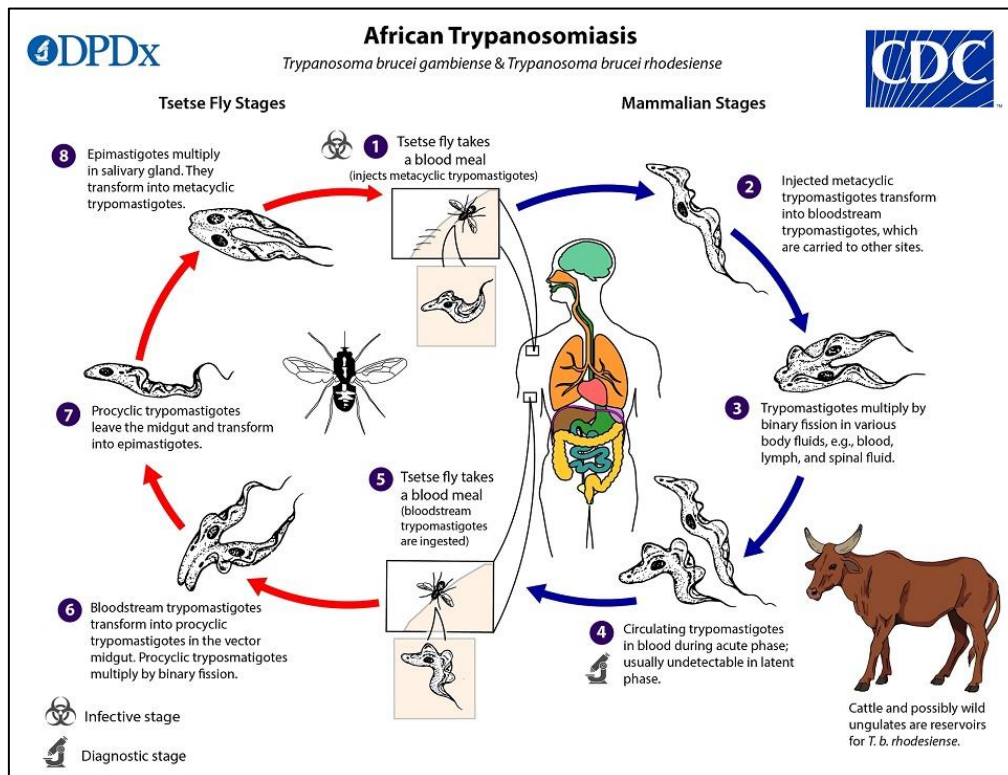 DPDx
African Trypanosomiasis
Trypanosoma brucei gambiense & Trypanosoma brucei rhodesiense
CDC
TM
Tsetse Fly Stages
Mammalian Stages
1 Tsetse fly takes
a blood meal
(injects metacyclic trypomastigotes)
2 Injected metacyclic
trypomastigotes transform
into bloodstream
trypomastigotes, which
are carried to other sites.
3 Trypomastigotes multiply by
binary fission in various
body fluids, e.g., blood,
lymph, and spinal fluid.
4 Circulating trypomastigotes
in blood during acute phase;
usually undetectable in latent
phase.
5 Tsetse fly takes
a blood meal
(bloodstream
trypomastigotes
are ingested)
6 Bloodstream trypomastigotes
transform into procyclic
trypomastigotes in the vector
midgut. Procyclic tryposmatigotes
multiply by binary fission.
7 Procyclic trypomastigotes
leave the midgut and transform
into epimastigotes.
8 Epimastigotes multiply
in salivary gland. They
transform into metacyclic
trypomastigotes.
Infective stage
Diagnostic stage
Cattle and possibly wild
ungulates are reservoirs
for T. b. rhodesiense.